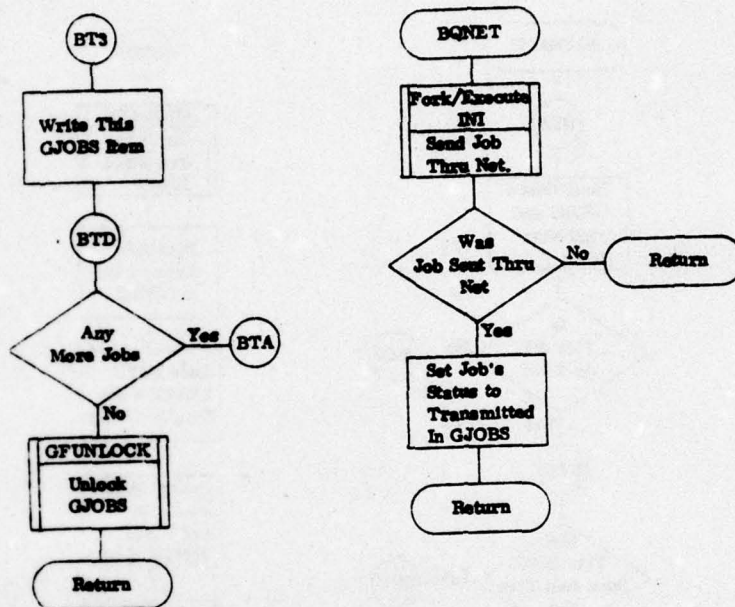 BT3
Write This
GJOBS Item
BTD
Any
More Jobs
Yes
BTA
No
GFUNLOCK
Unlock
GJOBS
Return
BQNET
Fork/Execute
INI
Send Job
Thru Net.
Was
Job Sent Thru
Net
No
Return
Yes
Set Job's
Status to
Transmitted
In GJOBS
Return